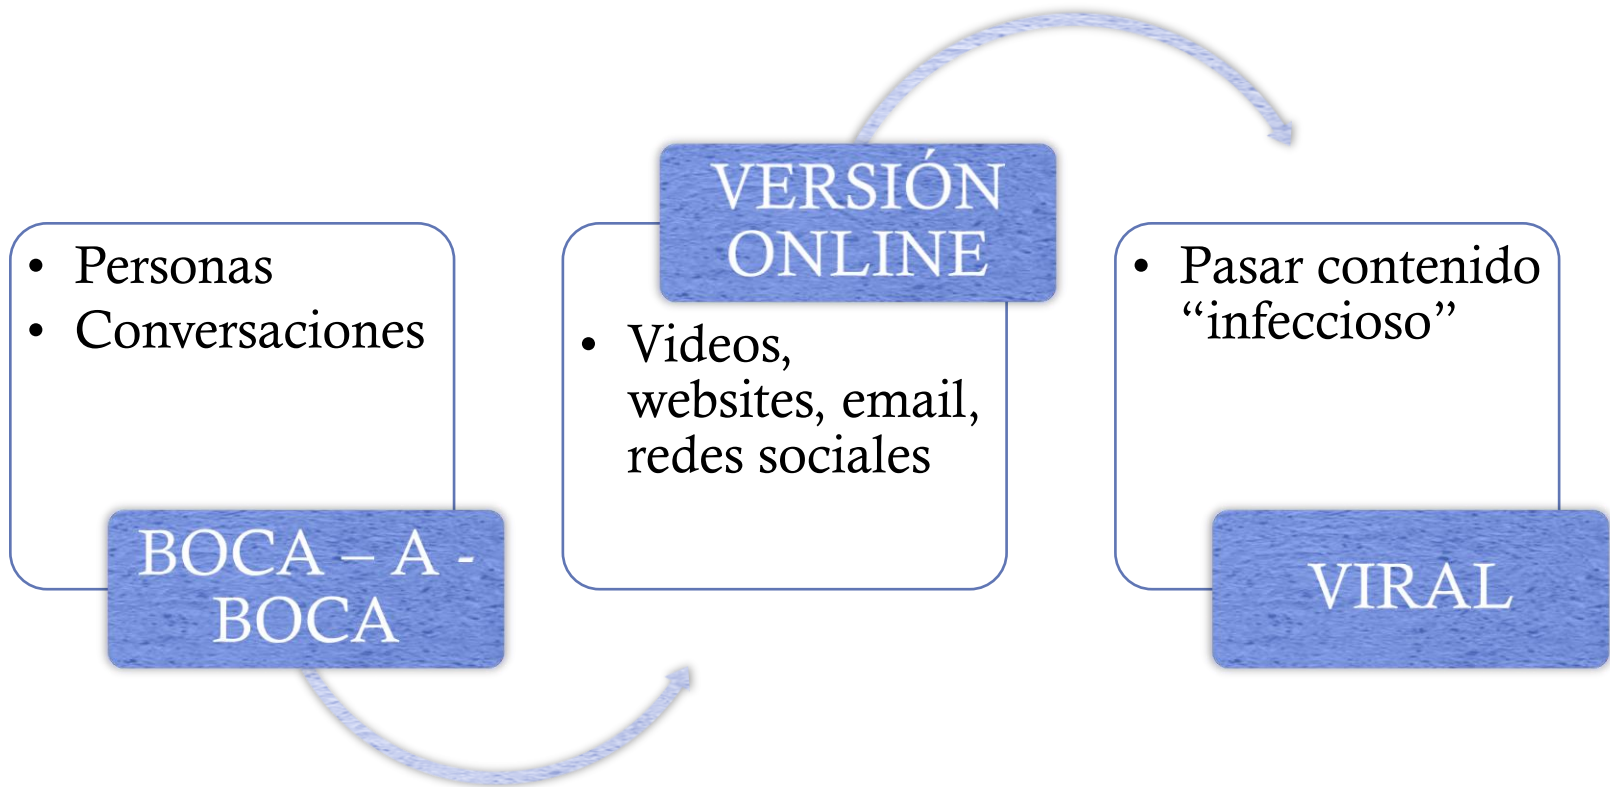 • Personas
• Conversaciones
BOCA – A -
BOCA
VERSIÓN
ONLINE
• Videos,
websites, email,
redes sociales
• Pasar contenido
“infeccioso”
VIRAL